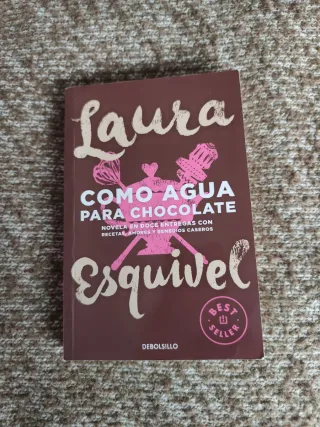 Laura
COMO AGUA
PARA CHOCOLATE
NOVELA EN DOCE ENTREGAS CON
RECETAS, AMORES Y REMEDIOS CASEROS
Esquivel
BEST
SELLER
DEBOLSILLO